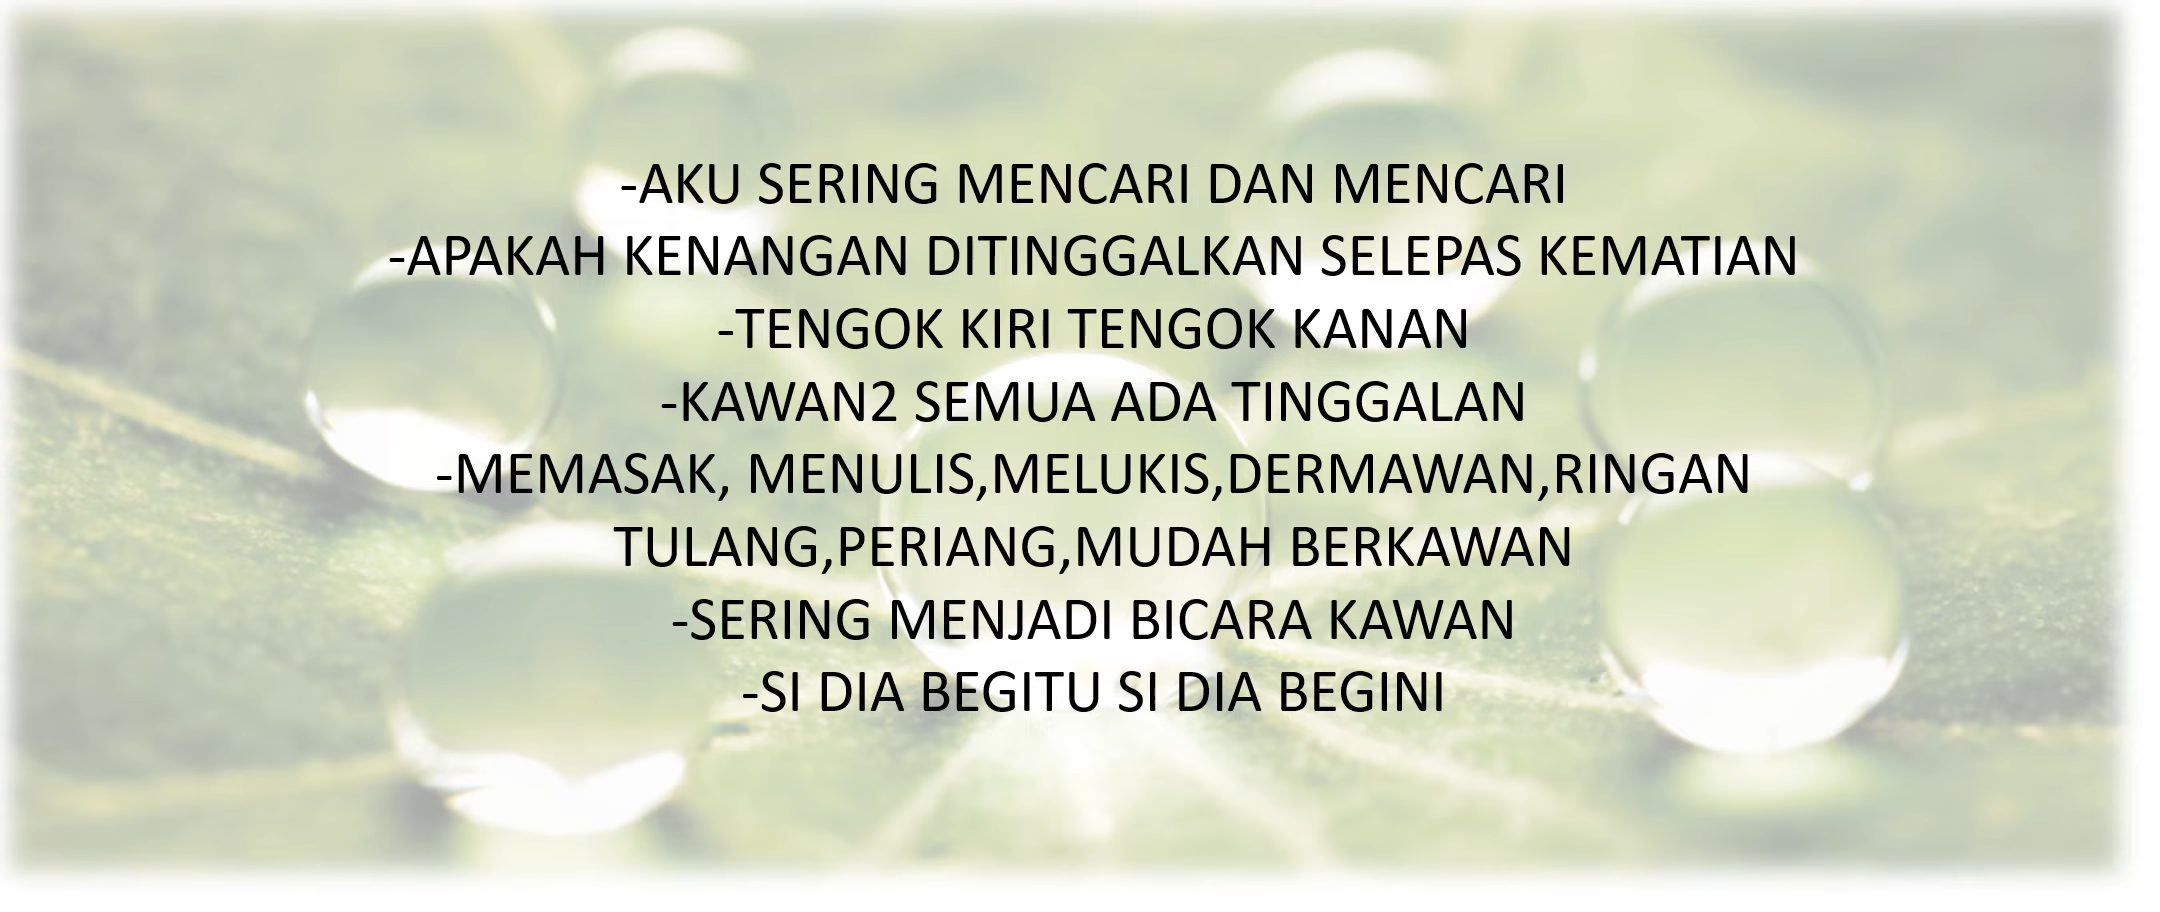 -AKU SERING MENCARI DAN MENCARI
-APAKAH KENANGAN DITINGGALKAN SELEPAS KEMATIAN
-TENGOK KIRI TENGOK KANAN
-KAWAN2 SEMUA ADA TINGGALAN
-MEMASAK, MENULIS,MELUKIS,DERMAWAN,RINGAN
TULANG,PERIANG,MUDAH BERKAWAN
-SERING MENJADI BICARA KAWAN
-SI DIA BEGITU SI DIA BEGINI